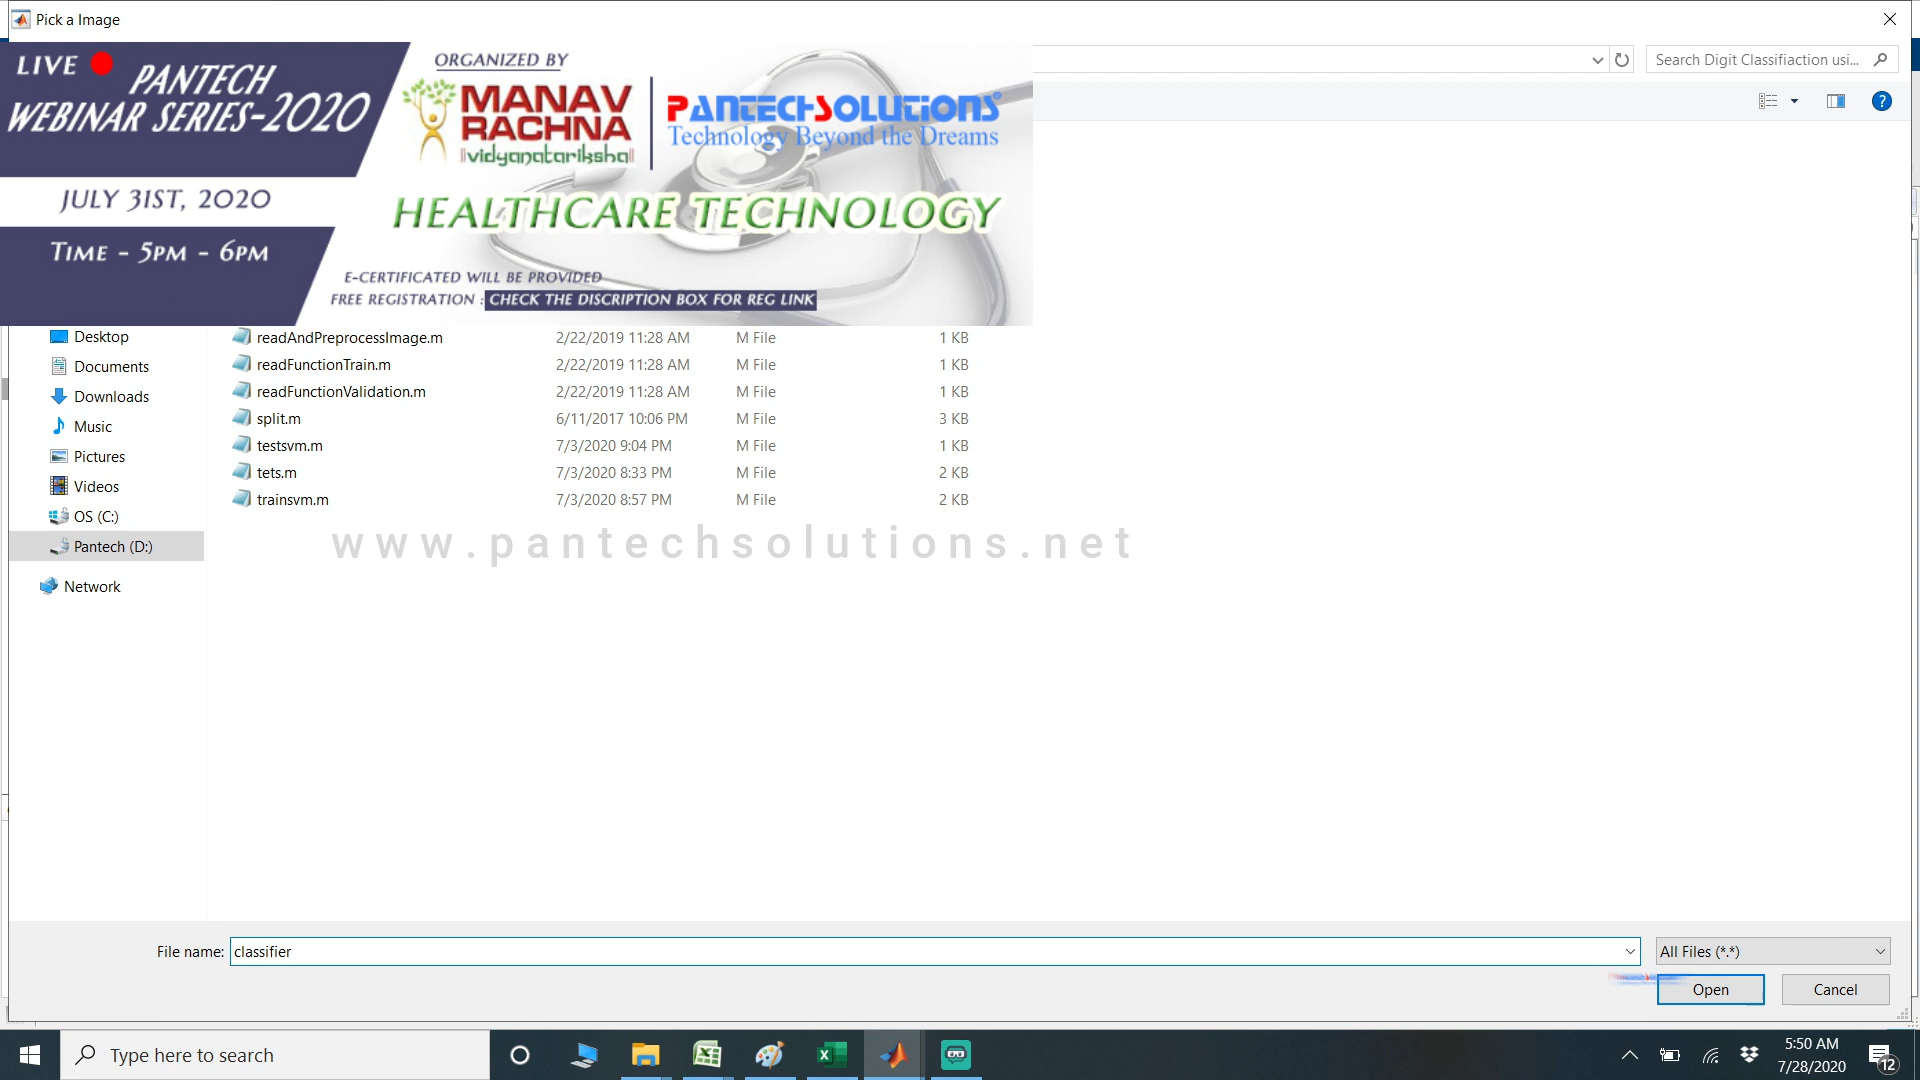 Pick a Image
LIVE
PANTECH
WEBINAR SERIES-2020
JULY 31ST, 2020
TIME - 5PM - 6PM
ORGANIZED BY
MANAV
RACHNA
vidyanatariksha
PANTECH SOLUTIONS
Technology Beyond the Dreams
HEALTHCARE TECHNOLOGY
E-CERTIFICATED WILL BE PROVIDED
FREE REGISTRATION : CHECK THE DISCRIPTION BOX FOR REG LINK
Search Digit Classifiaction usi...
Desktop
Documents
Downloads
Music
Pictures
Videos
OS (C:)
Pantech (D:)
Network
readAndPreprocessImage.m 2/22/2019 11:28 AM M File 1 KB
readFunctionTrain.m 2/22/2019 11:28 AM M File 1 KB
readFunctionValidation.m 2/22/2019 11:28 AM M File 1 KB
split.m 6/11/2017 10:06 PM M File 3 KB
testsvm.m 7/3/2020 9:04 PM M File 1 KB
tets.m 7/3/2020 8:33 PM M File 2 KB
trainsvm.m 7/3/2020 8:57 PM M File 2 KB
www.pantechsolutions.net
File name: classifier
All Files (*.*)
Open
Cancel
Type here to search
5:50 AM
7/28/2020
12